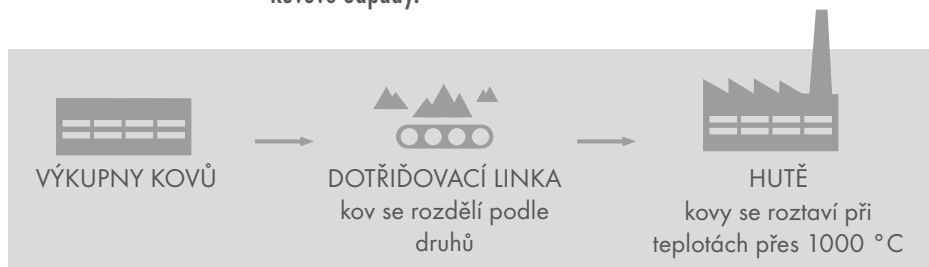 VÝKUPNY KOVŮ
DOTŘIĎOVACÍ LINKA
kov se rozdělí podle
druhů
HUTĚ
kovy se roztaví při
teplotách přes 1000 °C